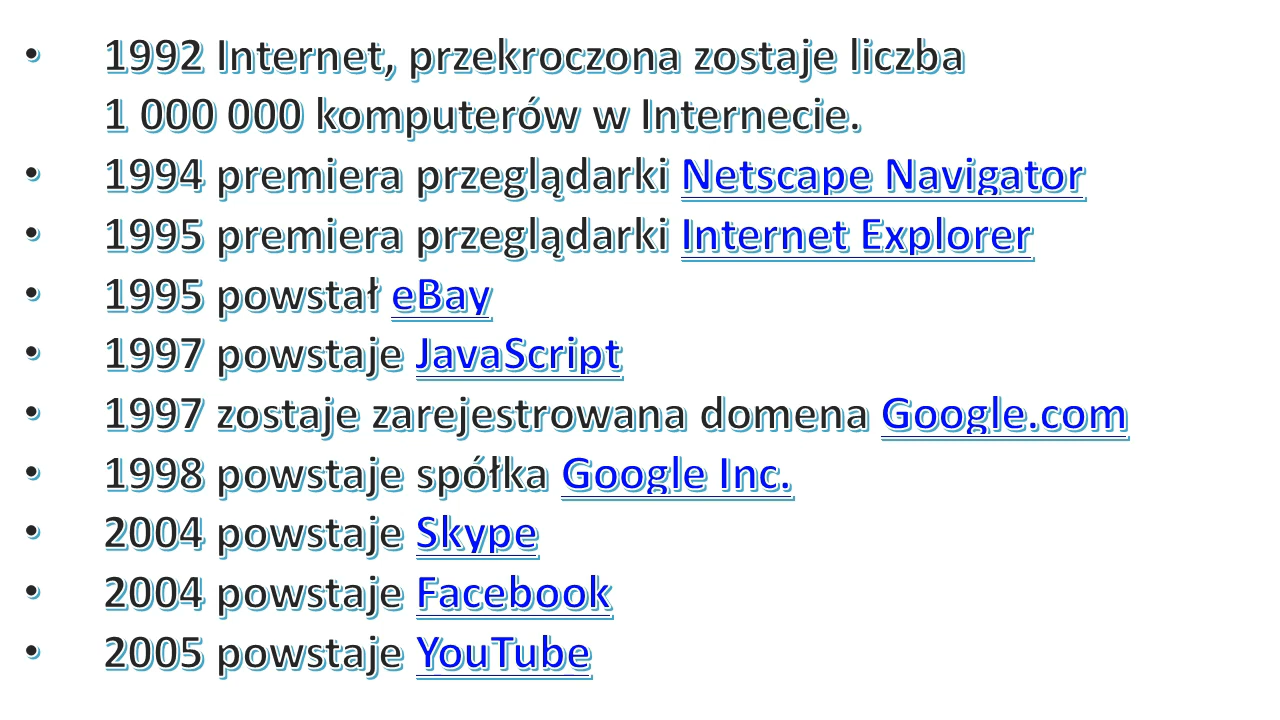 • 1992 Internet, przekroczona zostaje liczba
1 000 000 komputerów w Internecie.
• 1994 premiera przeglądarki Netscape Navigator
• 1995 premiera przeglądarki Internet Explorer
• 1995 powstał eBay
• 1997 powstaje JavaScript
• 1997 zostaje zarejestrowana domena Google.com
• 1998 powstaje spółka Google Inc.
• 2004 powstaje Skype
• 2004 powstaje Facebook
• 2005 powstaje YouTube